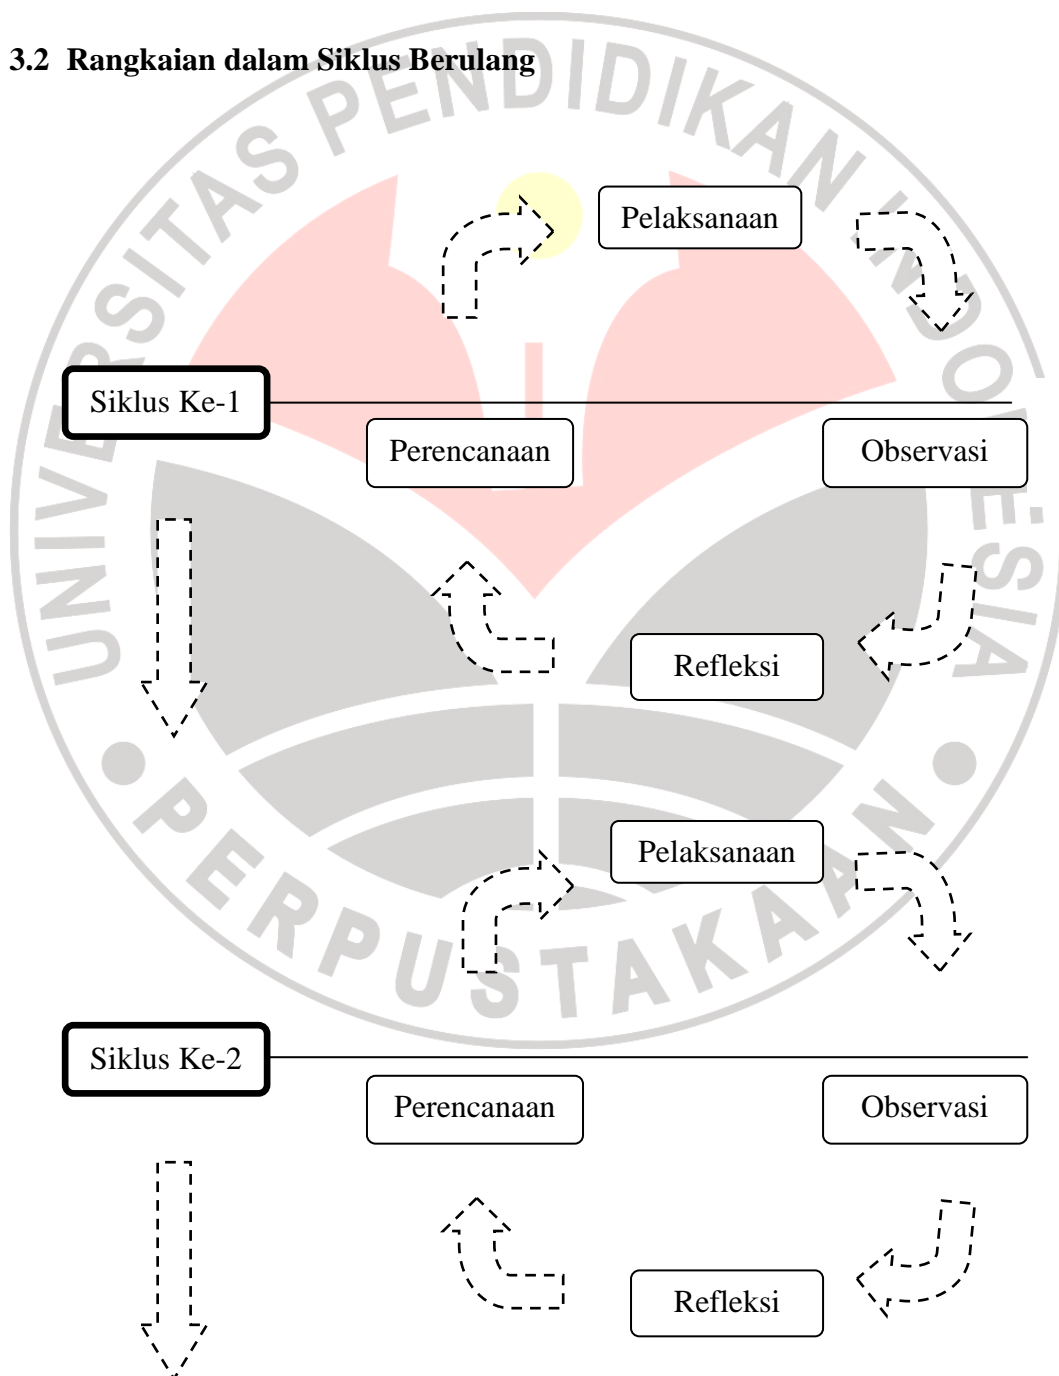 3.2 Rangkaian dalam Siklus Berulang
UNIVERSITAS PENDIDIKAN INDONESIA
Pelaksanaan
Siklus Ke-1
Perencanaan
Observasi
Refleksi
PERPUSTAKAAN
Pelaksanaan
Siklus Ke-2
Perencanaan
Observasi
Refleksi